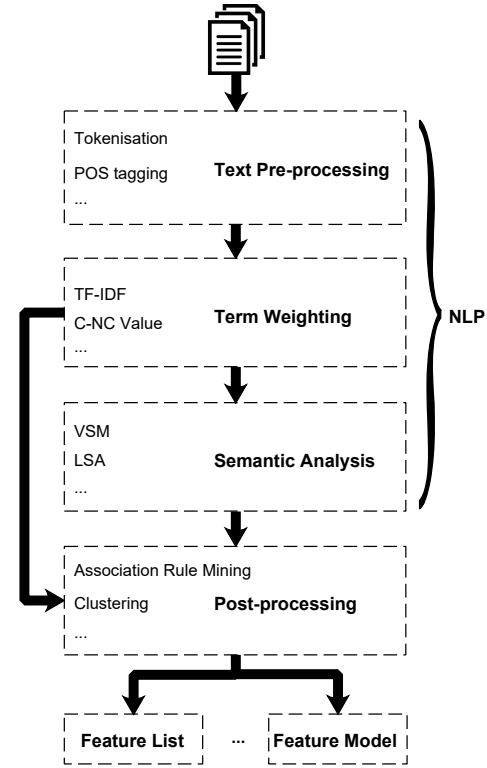 Tokenisation
POS tagging
...
Text Pre-processing
TF-IDF
C-NC Value
...
Term Weighting
NLP
VSM
LSA
...
Semantic Analysis
Association Rule Mining
Clustering
...
Post-processing
Feature List
...
Feature Model